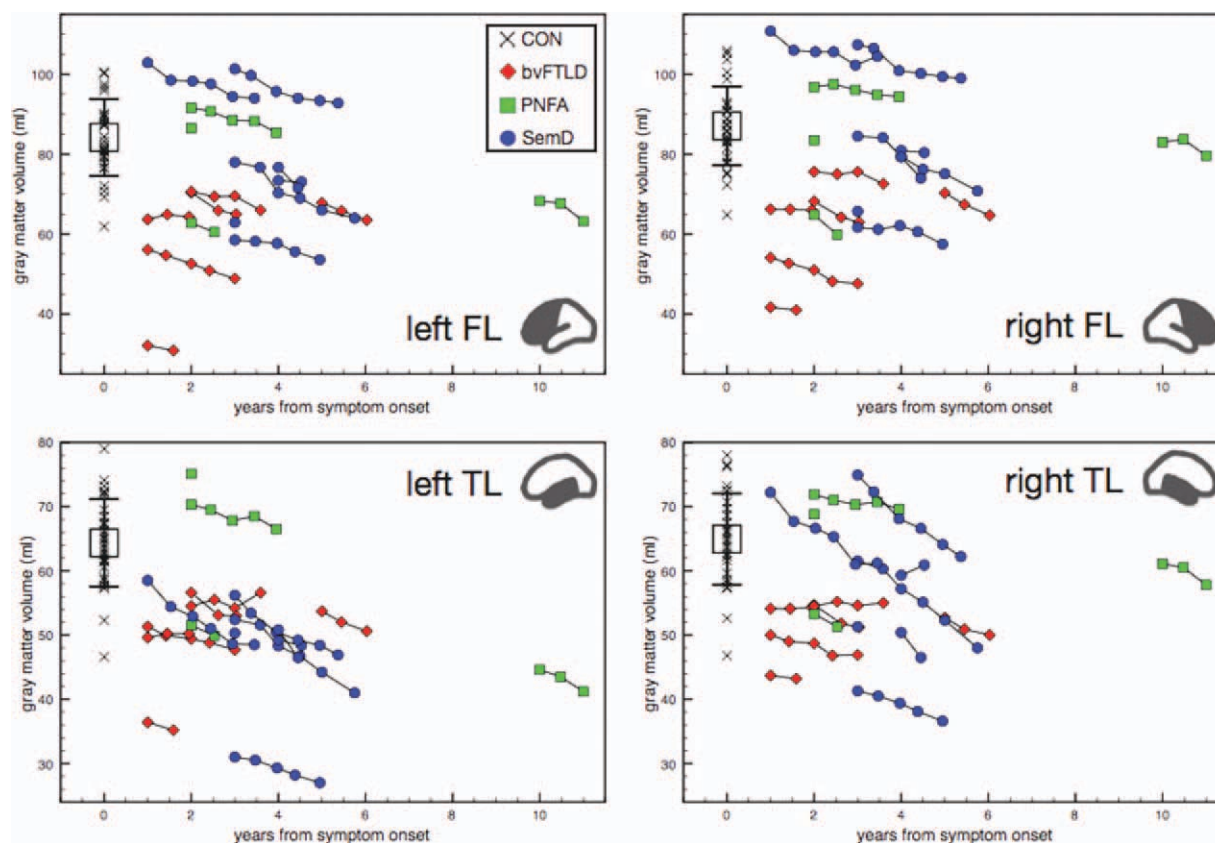 CON
bvFTLD
PNFA
SemD
100
80
60
40
gray matter volume (ml)
left FL
0 2 4 6 8 10
years from symptom onset
100
80
60
40
gray matter volume (ml)
right FL
0 2 4 6 8 10
years from symptom onset
80
70
60
50
40
30
gray matter volume (ml)
left TL
0 2 4 6 8 10
years from symptom onset
80
70
60
50
40
30
gray matter volume (ml)
right TL
0 2 4 6 8 10
years from symptom onset